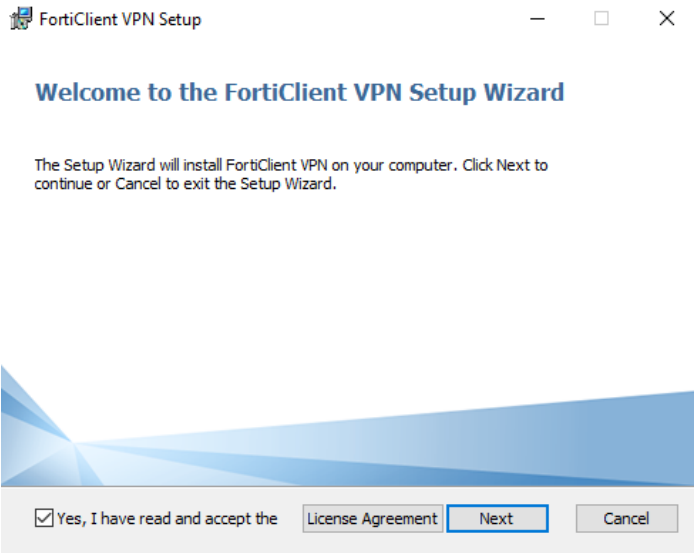 FortiClient VPN Setup
Welcome to the FortiClient VPN Setup Wizard
The Setup Wizard will install FortiClient VPN on your computer. Click Next to
continue or Cancel to exit the Setup Wizard.
Yes, I have read and accept the License Agreement Next Cancel